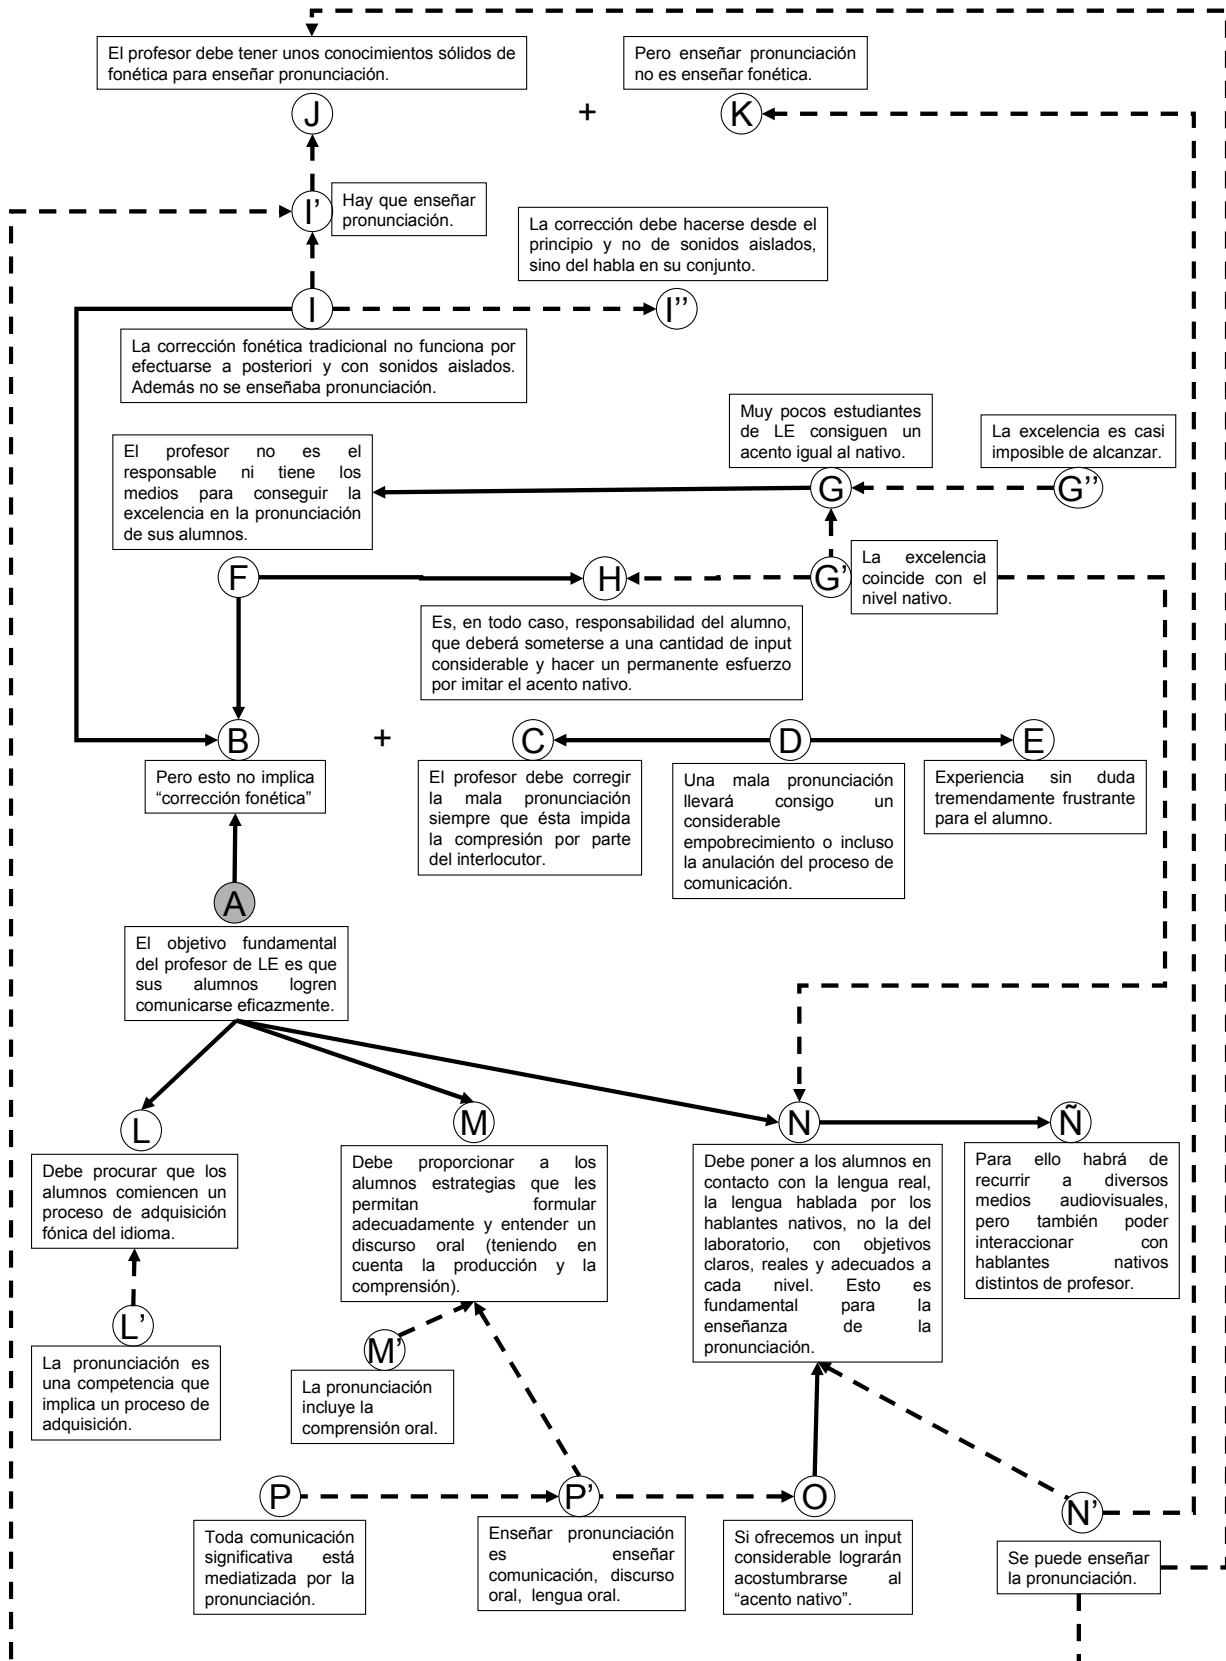 El profesor debe tener unos conocimientos sólidos de
fonética para enseñar pronunciación.
Pero enseñar pronunciación
no es enseñar fonética.
J
+
K
I'
Hay que enseñar
pronunciación.
La corrección debe hacerse desde el
principio y no de sonidos aislados,
sino del habla en su conjunto.
I
I''
La corrección fonética tradicional no funciona por
efectuarse a posteriori y con sonidos aislados.
Además no se enseñaba pronunciación.
Muy pocos estudiantes
de LE consiguen un
acento igual al nativo.
La excelencia es casi
imposible de alcanzar.
El profesor no es el
responsable ni tiene los
medios para conseguir la
excelencia en la pronunciación
de sus alumnos.
G
G''
F
H
G'
La excelencia
coincide con el
nivel nativo.
Es, en todo caso, responsabilidad del alumno,
que deberá someterse a una cantidad de input
considerable y hacer un permanente esfuerzo
por imitar el acento nativo.
B
+
C
D
E
Pero esto no implica
“corrección fonética”
El profesor debe corregir
la mala pronunciación
siempre que ésta impida
la compresión por parte
del interlocutor.
Una mala pronunciación
llevará consigo un
considerable
empobrecimiento o incluso
la anulación del proceso de
comunicación.
Experiencia sin duda
tremendamente frustrante
para el alumno.
A
El objetivo fundamental
del profesor de LE es que
sus alumnos logren
comunicarse eficazmente.
L
M
N
Ñ
Debe procurar que los
alumnos comiencen un
proceso de adquisición
fónica del idioma.
Debe proporcionar a los
alumnos estrategias que les
permitan formular
adecuadamente y entender un
discurso oral (teniendo en
cuenta la producción y la
comprensión).
Debe poner a los alumnos en
contacto con la lengua real,
la lengua hablada por los
hablantes nativos, no la del
laboratorio, con objetivos
claros, reales y adecuados a
cada nivel. Esto es
fundamental para la
enseñanza de la
pronunciación.
Para ello habrá de
recurrir a diversos
medios audiovisuales,
pero también poder
interaccionar con
hablantes nativos
distintos de profesor.
L'
La pronunciación es
una competencia que
implica un proceso de
adquisición.
M'
La pronunciación
incluye la
comprensión oral.
P
P'
O
N'
Toda comunicación
significativa está
mediatizada por la
pronunciación.
Enseñar pronunciación
es enseñar
comunicación, discurso
oral, lengua oral.
Si ofrecemos un input
considerable lograrán
acostumbrarse al
“acento nativo”.
Se puede enseñar
la pronunciación.